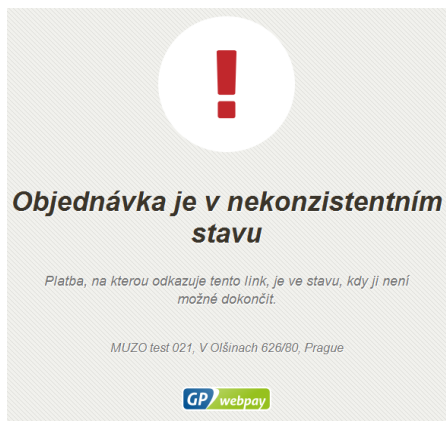 !
Objednávka je v nekonzistentním
stavu
Platba, na kterou odkazuje tento link, je ve stavu, kdy ji není
možné dokončit.
MUZO test 021, V Olšinach 626/80, Prague
GP webpay